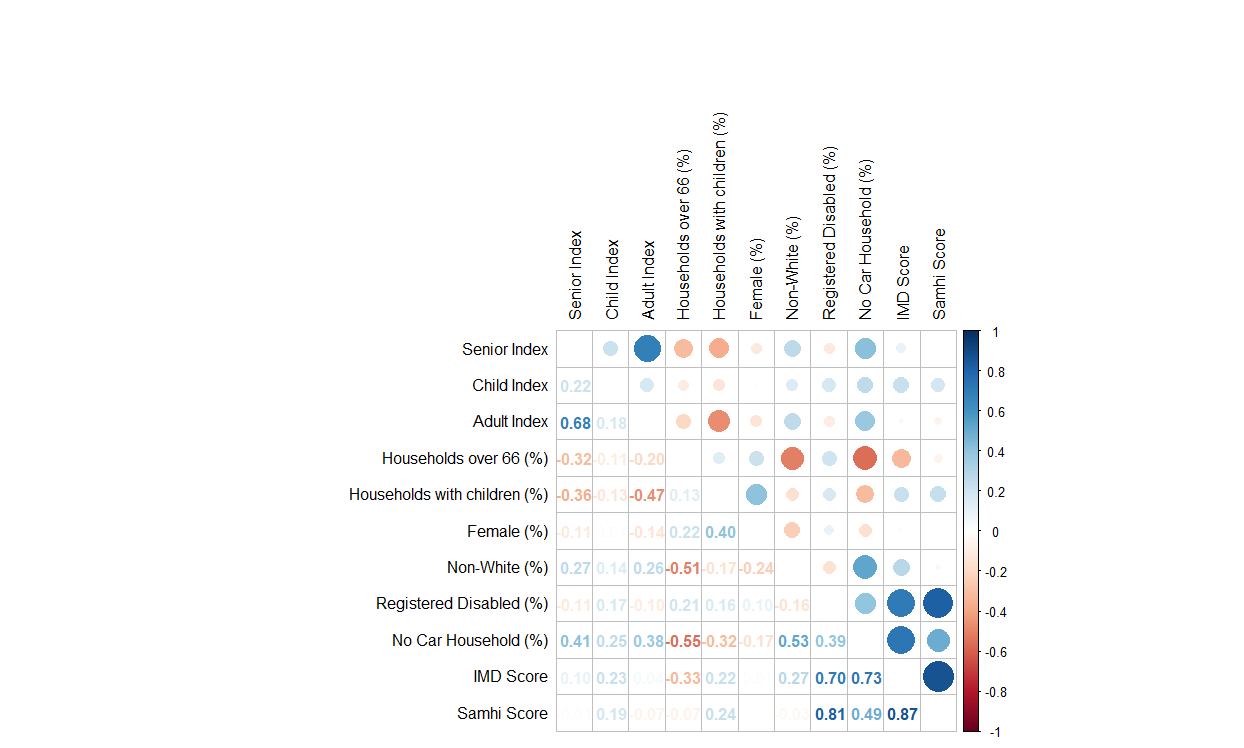 Senior Index
Child Index
Adult Index
Households over 66 (%)
Households with children (%)
Female (%)
Non-White (%)
Registered Disabled (%)
No Car Household (%)
IMD Score
Samhi Score
1
Senior Index
0.8
Child Index 0.22
0.6
Adult Index 0.68 0.18
0.4
Households over 66 (%) -0.32 -0.11 -0.20
0.2
Households with children (%) -0.36 -0.13 -0.47 0.13
Female (%) -0.11 -0.14 0.22 0.40
0
Non-White (%) 0.27 0.14 0.26 -0.51 -0.17 -0.24
-0.2
Registered Disabled (%) -0.11 0.17 -0.10 0.21 0.16 0.10 -0.16
-0.4
No Car Household (%) 0.41 0.25 0.38 -0.55 -0.32 -0.17 0.53 0.39
-0.6
IMD Score 0.10 0.23 0.04 -0.33 0.22 0.27 0.70 0.73
-0.8
Samhi Score 0.19 -0.07 -0.07 0.24 -0.03 0.81 0.49 0.87
-1